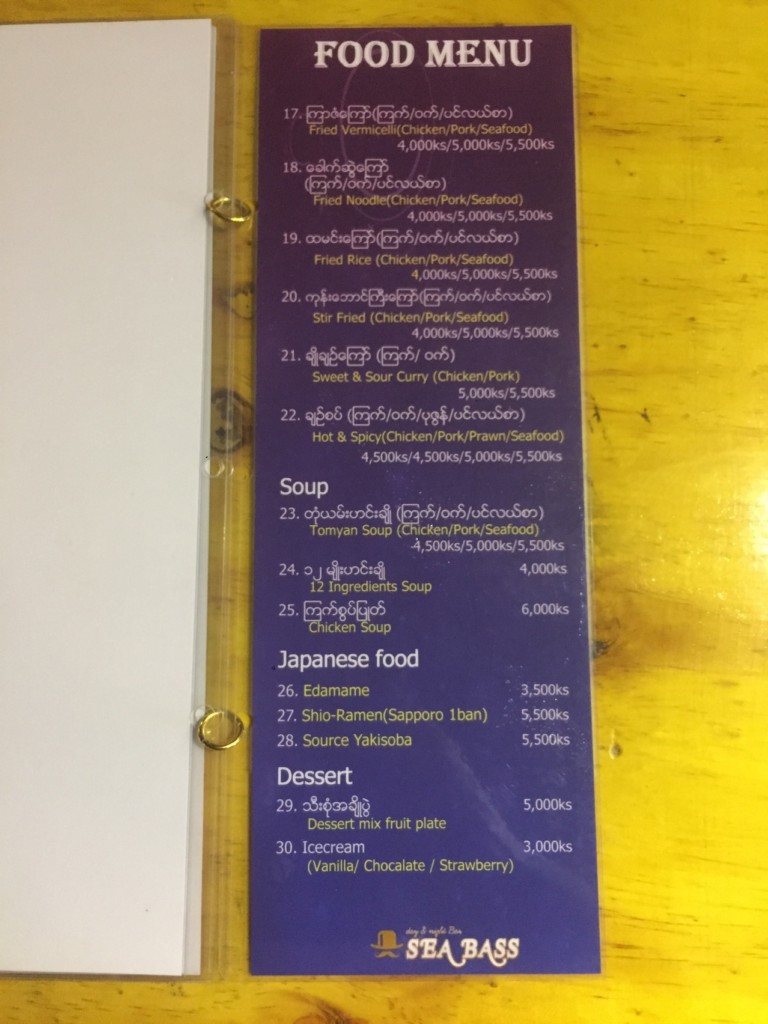 FOOD MENU
17. ကြာဇံကြော်(ကြက်/ဝက်/ပင်လယ်စာ)
Fried Vermicelli(Chicken/Pork/Seafood)
4,000ks/5,000ks/5,500ks
18. ခေါက်ဆွဲကြော်
(ကြက်/ဝက်/ပင်လယ်စာ)
Fried Noodle(Chicken/Pork/Seafood)
4,000ks/5,000ks/5,500ks
19. ထမင်းကြော်(ကြက်/ဝက်/ပင်လယ်စာ)
Fried Rice (Chicken/Pork/Seafood)
4,000ks/5,000ks/5,500ks
20. ကုန်းဘောင်ကြီးကြော်(ကြက်/ဝက်/ပင်လယ်စာ)
Stir Fried (Chicken/Pork/Seafood)
4,000ks/5,000ks/5,500ks
21. ချိုချဉ်ကြော် (ကြက်/ ဝက်)
Sweet & Sour Curry (Chicken/Pork)
5,000ks/5,500ks
22. ချဉ်စပ် (ကြက်/ဝက်/ပုဇွန်/ပင်လယ်စာ)
Hot & Spicy(Chicken/Pork/Prawn/Seafood)
4,500ks/4,500ks/5,000ks/5,500ks
Soup
23. တုံယမ်းဟင်းချို (ကြက်/ဝက်/ပင်လယ်စာ)
Tomyan Soup (Chicken/Pork/Seafood)
4,500ks/5,000ks/5,500ks
24. ၁၂ မျိုးဟင်းချို 4,000ks
12 Ingredients Soup
25. ကြက်စွပ်ပြုတ် 6,000ks
Chicken Soup
Japanese food
26. Edamame 3,500ks
27. Shio-Ramen(Sapporo 1ban) 5,500ks
28. Source Yakisoba 5,500ks
Dessert
29. သီးစုံအချိုပွဲ 5,000ks
Dessert mix fruit plate
30. Icecream 3,000ks
(Vanilla/ Chocalate / Strawberry)
day & night Bar
SEA BASS